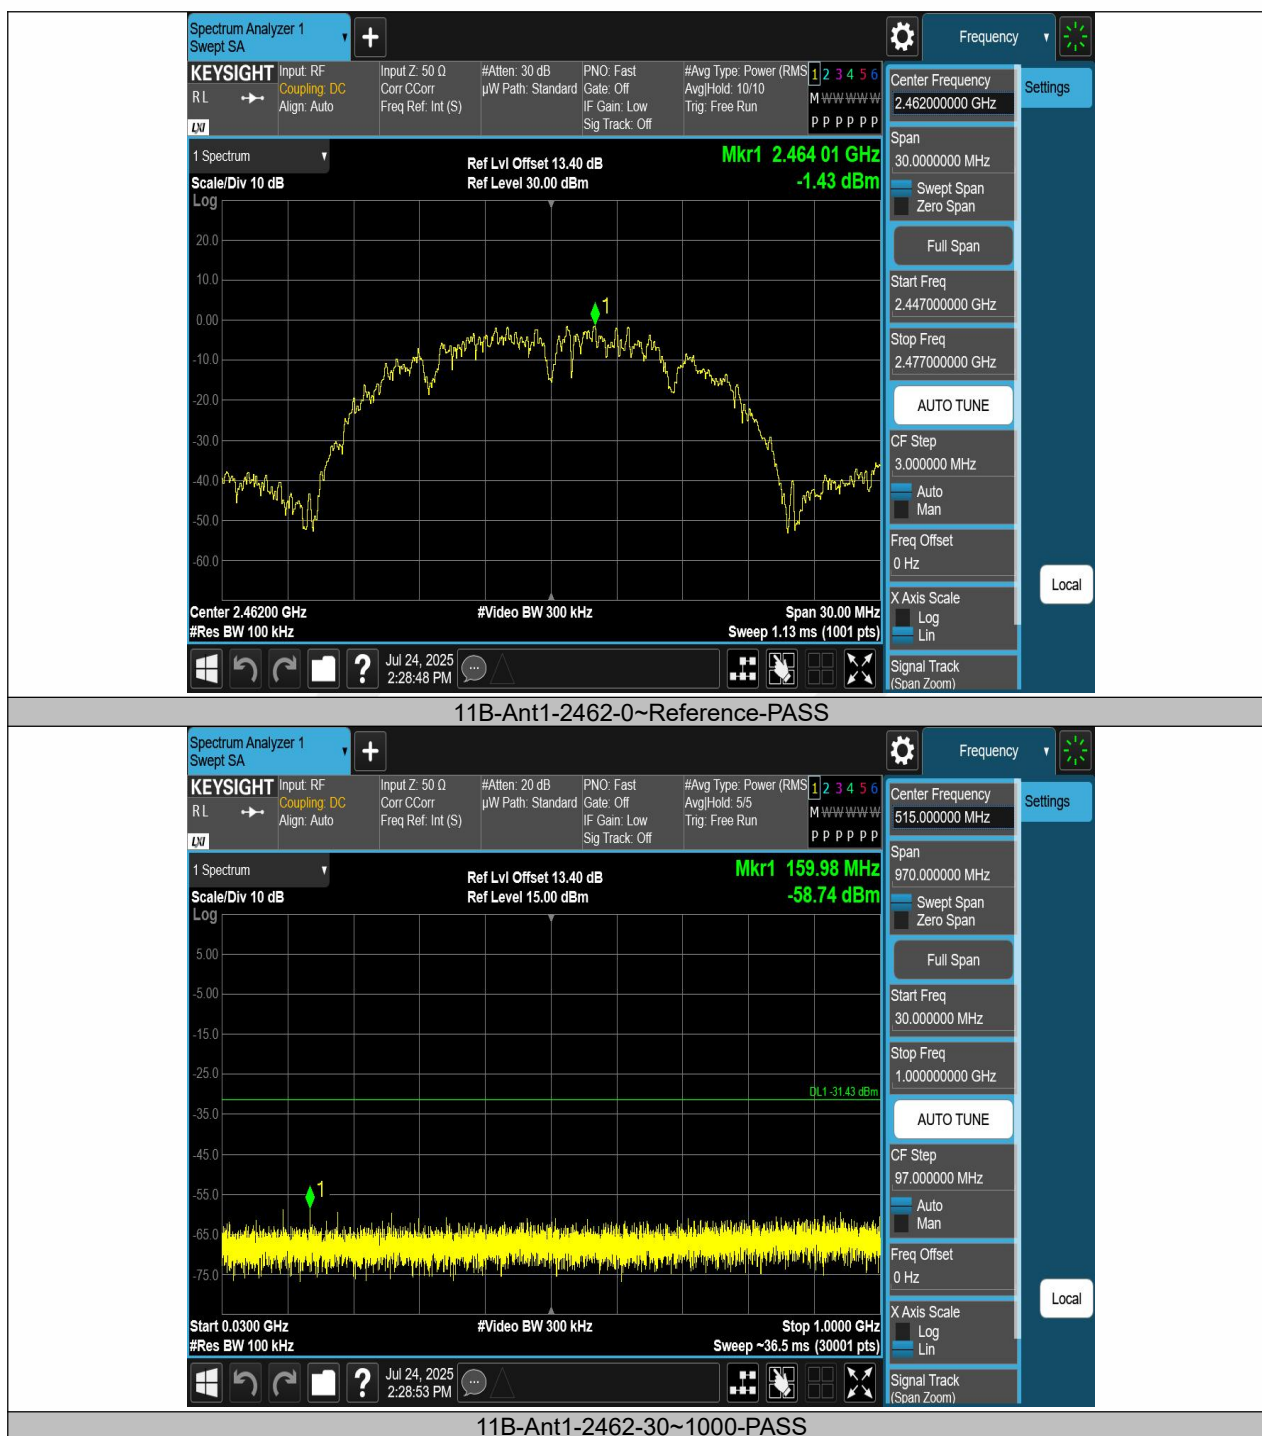 Spectrum Analyzer 1
Swept SA
+
Frequency
KEYSIGHT
R L
LXI
Input: RF
Coupling: DC
Align: Auto
Input Z: 50 Ω
Corr CCorr
Freq Ref: Int (S)
#Atten: 30 dB
µW Path: Standard
PNO: Fast
Gate: Off
IF Gain: Low
Sig Track: Off
#Avg Type: Power (RMS
Avg|Hold: 10/10
Trig: Free Run
1 2 3 4 5 6
M W W W W W
P P P P P P
1 Spectrum
Scale/Div 10 dB
Ref Lvl Offset 13.40 dB
Ref Level 30.00 dBm
Mkr1 2.464 01 GHz
-1.43 dBm
Log
20.0
10.0
0.00
-10.0
-20.0
-30.0
-40.0
-50.0
-60.0
1
Center 2.46200 GHz
#Res BW 100 kHz
#Video BW 300 kHz
Span 30.00 MHz
Sweep 1.13 ms (1001 pts)
Jul 24, 2025
2:28:48 PM
?
Center Frequency
2.462000000 GHz
Span
30.0000000 MHz
Swept Span
Zero Span
Full Span
Start Freq
2.447000000 GHz
Stop Freq
2.477000000 GHz
AUTO TUNE
CF Step
3.000000 MHz
Auto
Man
Freq Offset
0 Hz
X Axis Scale
Log
Lin
Signal Track
(Span Zoom)
Settings
Local
11B-Ant1-2462-0~Reference-PASS
Spectrum Analyzer 1
Swept SA
+
Frequency
KEYSIGHT
R L
LXI
Input: RF
Coupling: DC
Align: Auto
Input Z: 50 Ω
Corr CCorr
Freq Ref: Int (S)
#Atten: 20 dB
µW Path: Standard
PNO: Fast
Gate: Off
IF Gain: Low
Sig Track: Off
#Avg Type: Power (RMS
Avg|Hold: 5/5
Trig: Free Run
1 2 3 4 5 6
M W W W W W
P P P P P P
1 Spectrum
Scale/Div 10 dB
Ref Lvl Offset 13.40 dB
Ref Level 15.00 dBm
Mkr1 159.98 MHz
-58.74 dBm
Log
5.00
-5.00
-15.0
-25.0
-35.0
-45.0
-55.0
-65.0
-75.0
DL1 -31.43 dBm
1
Start 0.0300 GHz
#Res BW 100 kHz
#Video BW 300 kHz
Stop 1.0000 GHz
Sweep ~36.5 ms (30001 pts)
Jul 24, 2025
2:28:53 PM
?
Center Frequency
515.000000 MHz
Span
970.000000 MHz
Swept Span
Zero Span
Full Span
Start Freq
30.000000 MHz
Stop Freq
1.000000000 GHz
AUTO TUNE
CF Step
97.000000 MHz
Auto
Man
Freq Offset
0 Hz
X Axis Scale
Log
Lin
Signal Track
(Span Zoom)
Settings
Local
11B-Ant1-2462-30~1000-PASS